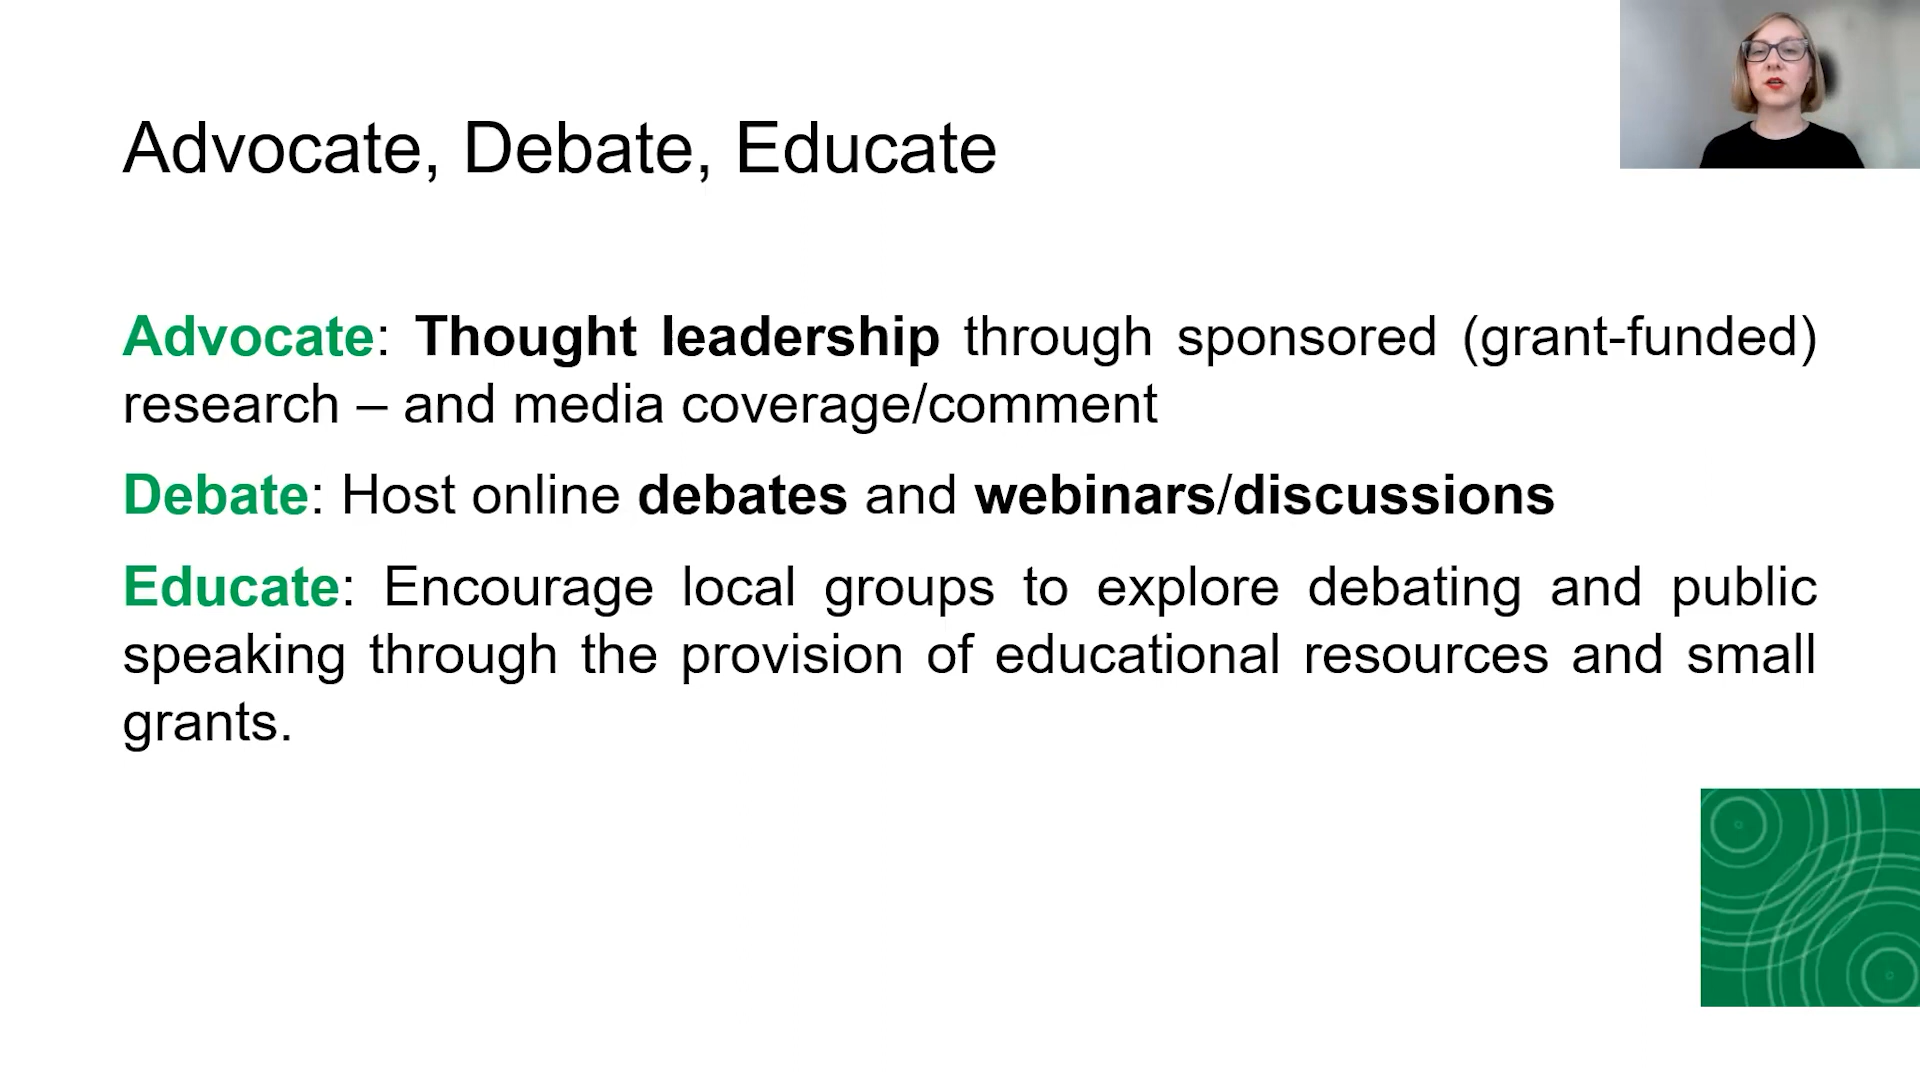 Advocate, Debate, Educate
Advocate: Thought leadership through sponsored (grant-funded)
research – and media coverage/comment
Debate: Host online debates and webinars/discussions
Educate: Encourage local groups to explore debating and public
speaking through the provision of educational resources and small
grants.